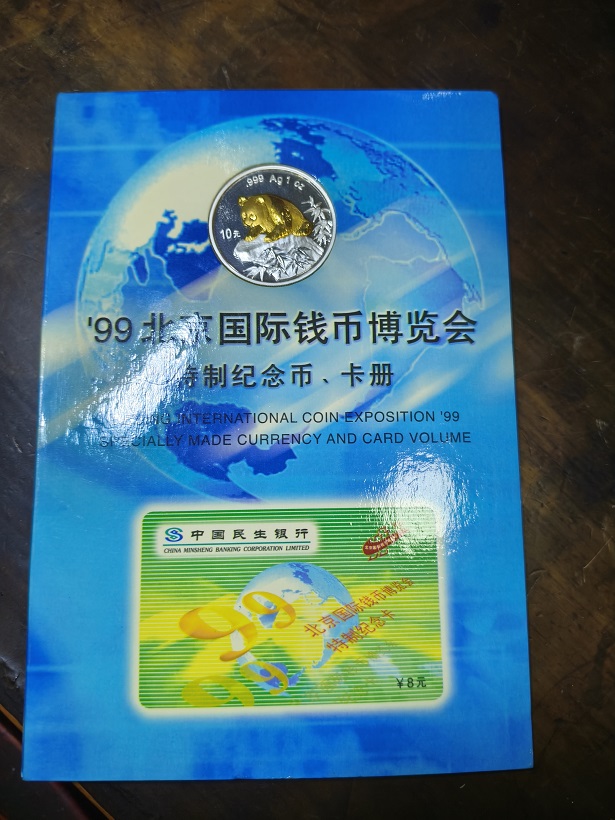 .999 Ag 1 oz
10元
'99北京国际钱币博览会
特制纪念币、卡册
INTERNATIONAL COIN EXPOSITION '99
SPECIALLY MADE CURRENCY AND CARD VOLUME
中国民生银行
CHINA MINSHENG BANKING CORPORATION LIMITED
99
北京国际钱币博览会
特制纪念卡
¥8元